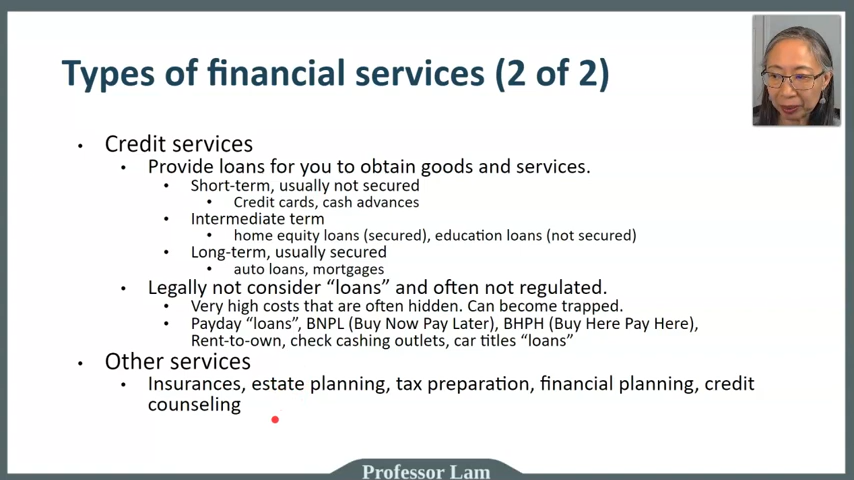 Types of financial services (2 of 2)
• Credit services
• Provide loans for you to obtain goods and services.
• Short-term, usually not secured
• Credit cards, cash advances
• Intermediate term
• home equity loans (secured), education loans (not secured)
• Long-term, usually secured
• auto loans, mortgages
• Legally not consider “loans” and often not regulated.
• Very high costs that are often hidden. Can become trapped.
• Payday “loans”, BNPL (Buy Now Pay Later), BHPH (Buy Here Pay Here),
Rent-to-own, check cashing outlets, car titles “loans”
• Other services
• Insurances, estate planning, tax preparation, financial planning, credit
counseling
Professor Lam